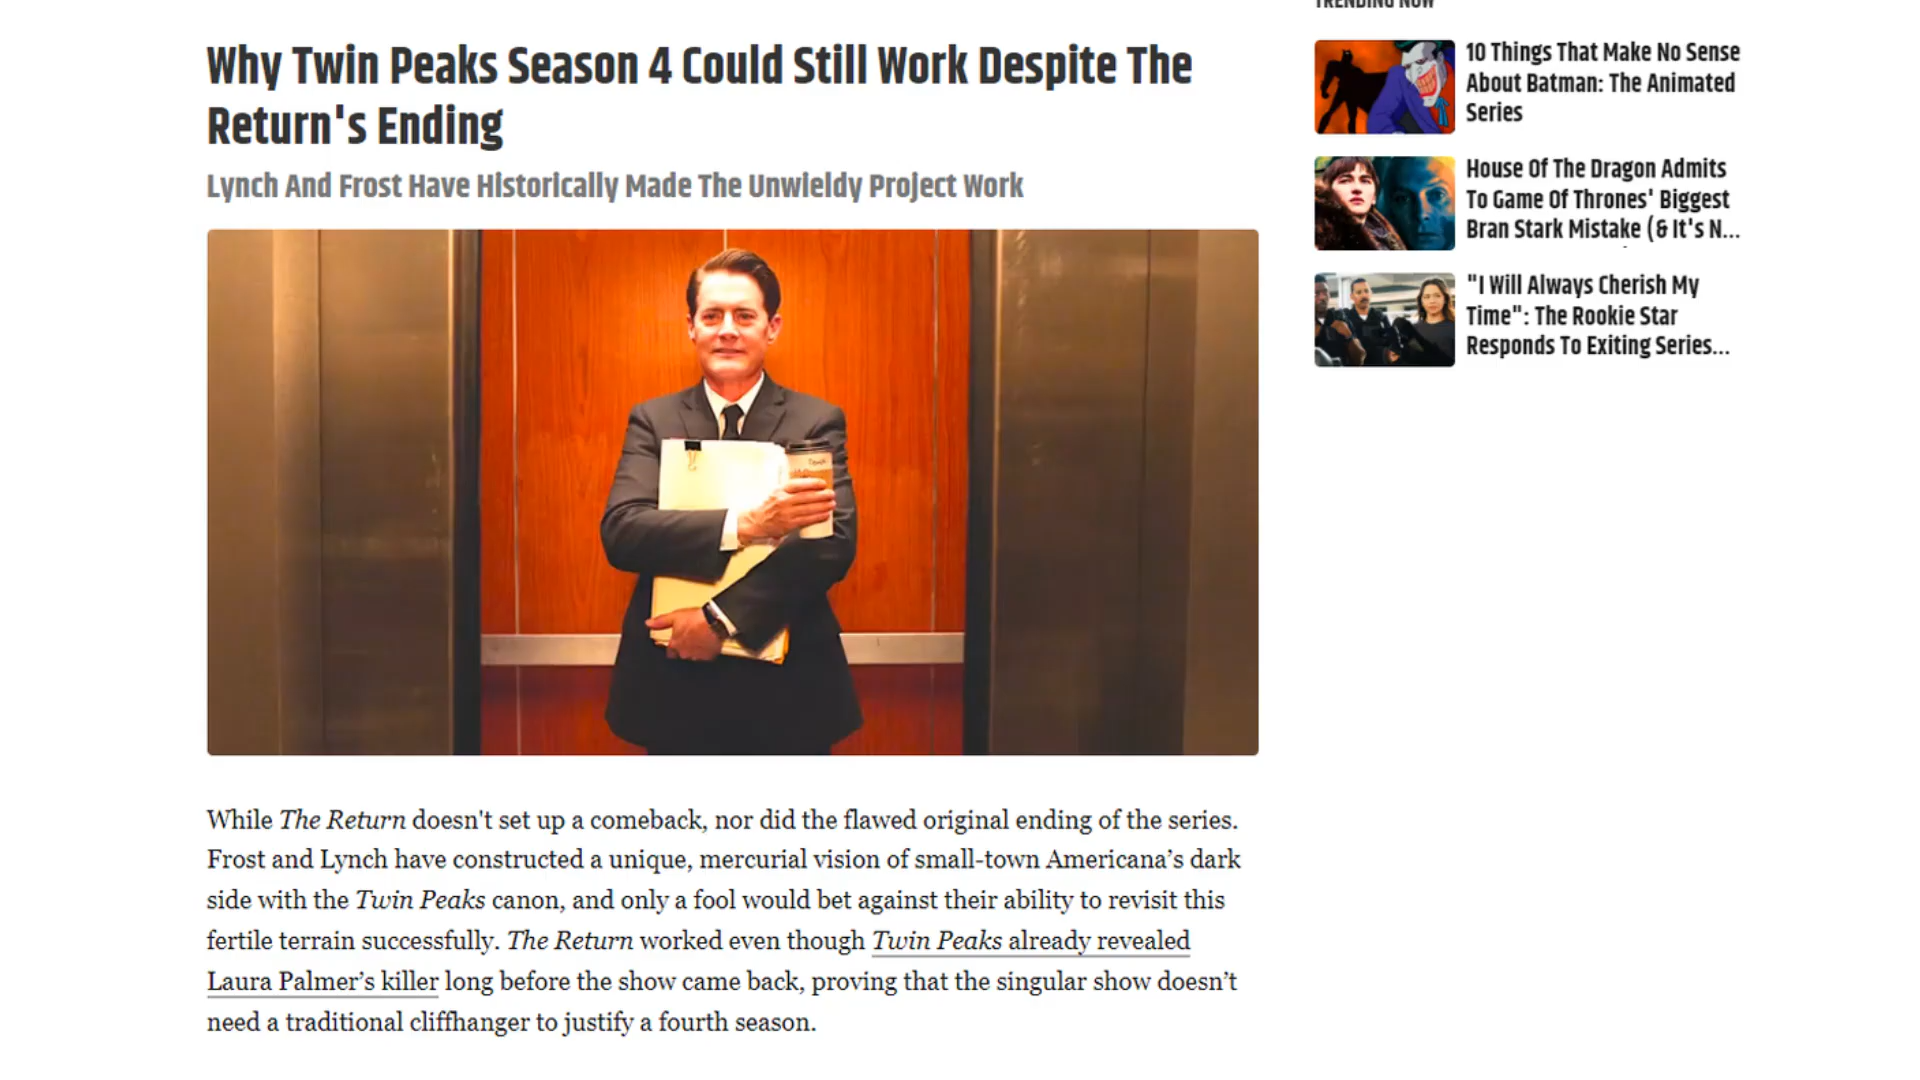 TRENDING NOW
Why Twin Peaks Season 4 Could Still Work Despite The
Return's Ending
Lynch And Frost Have Historically Made The Unwieldy Project Work
While The Return doesn't set up a comeback, nor did the flawed original ending of the series.
Frost and Lynch have constructed a unique, mercurial vision of small-town Americana’s dark
side with the Twin Peaks canon, and only a fool would bet against their ability to revisit this
fertile terrain successfully. The Return worked even though Twin Peaks already revealed
Laura Palmer’s killer long before the show came back, proving that the singular show doesn’t
need a traditional cliffhanger to justify a fourth season.
10 Things That Make No Sense
About Batman: The Animated
Series
House Of The Dragon Admits
To Game Of Thrones' Biggest
Bran Stark Mistake (& It's N...
"I Will Always Cherish My
Time": The Rookie Star
Responds To Exiting Series...